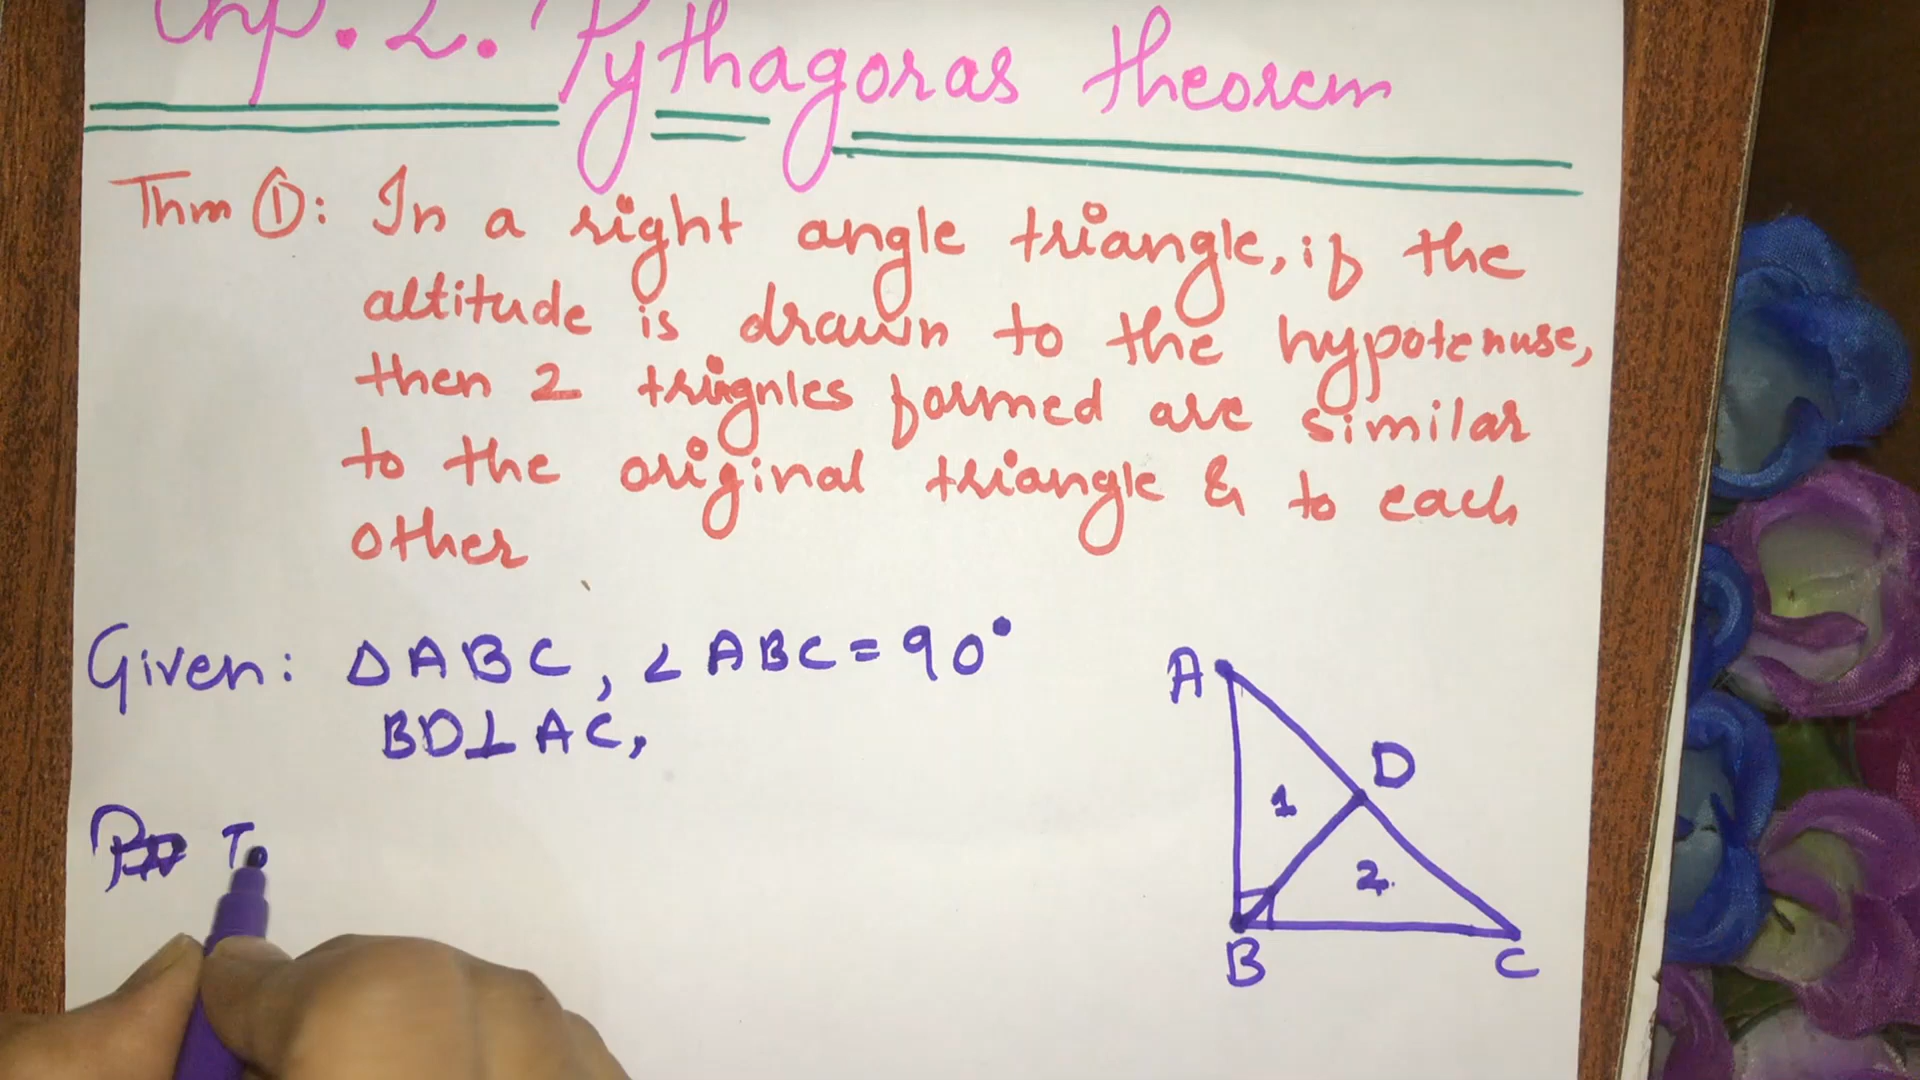 Chp. 2. Pythagoras theorem
Thm ①: In a right angle triangle, if the
altitude is drawn to the hypotenuse,
then 2 triignles formed are similar
to the original triangle & to each
other
Given: △ABC, ∠ABC = 90°
BD⊥AC,
To
A
D
1
2.
B
C